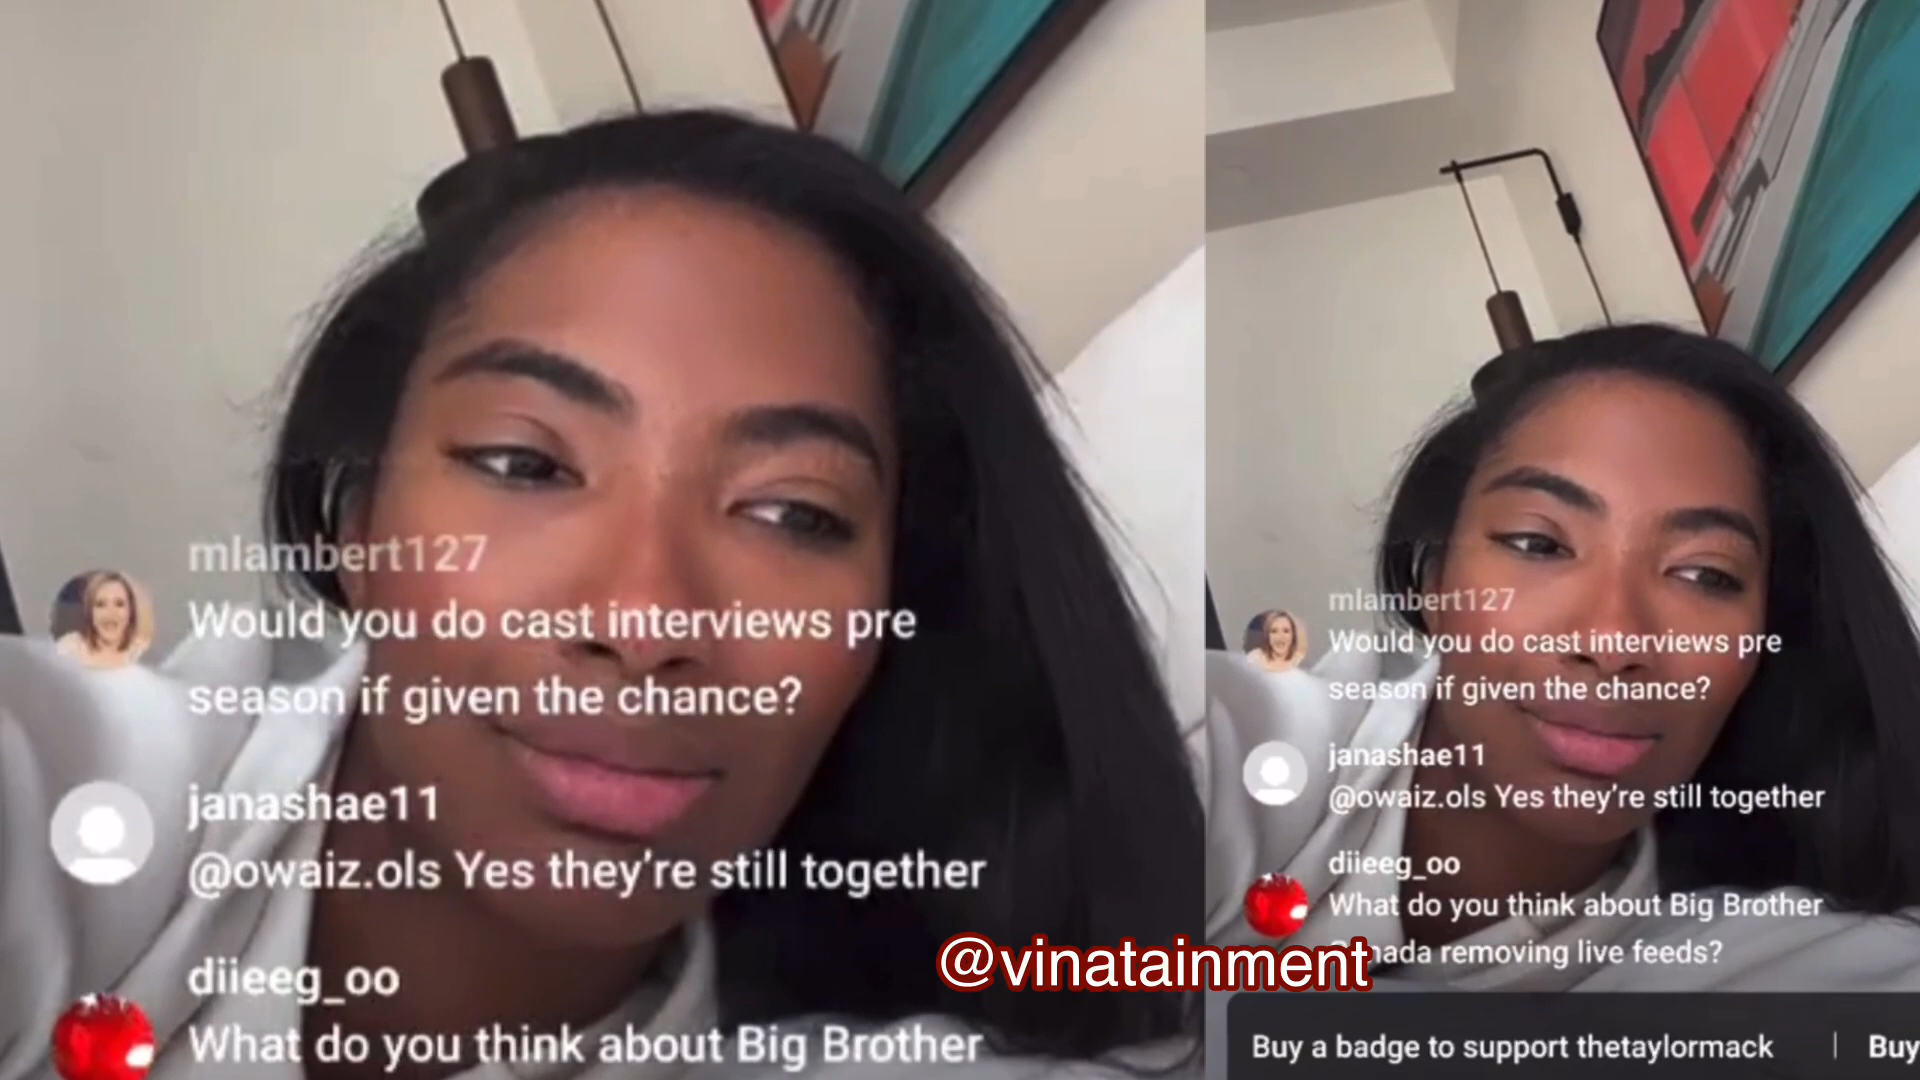 mlambert127
Would you do cast interviews pre
season if given the chance?
janashae11
@owaiz.ols Yes they're still together
diieeg_oo
What do you think about Big Brother
mlambert127
Would you do cast interviews pre
season if given the chance?
janashae11
@owaiz.ols Yes they're still together
diieeg_oo
What do you think about Big Brother
nada removing live feeds?
@vinatainment
Buy a badge to support thetaylormack | Buy